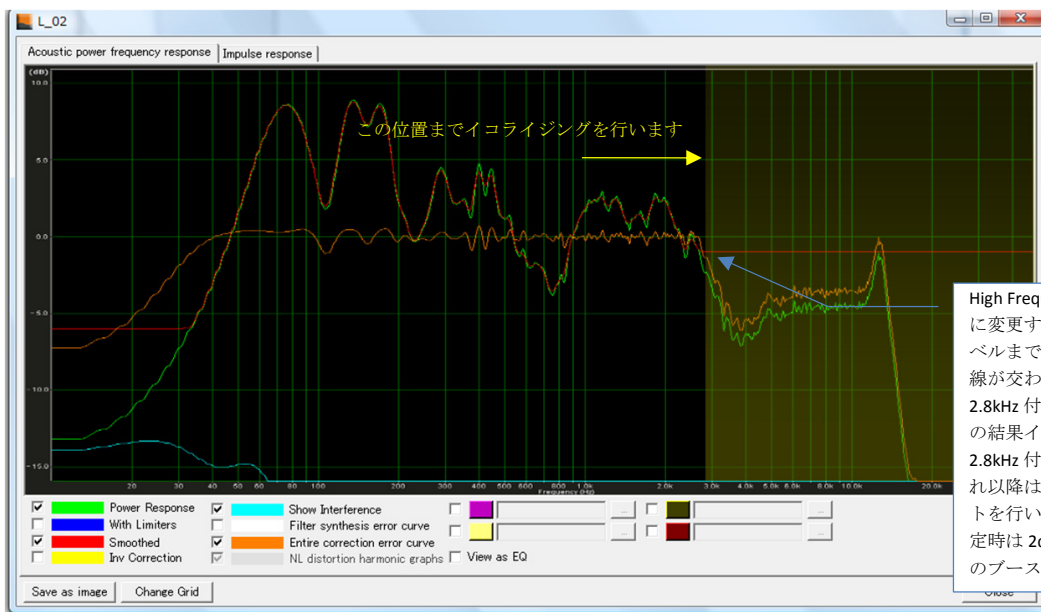 L_02
Acoustic power frequency response Impulse response
(dB)
10.0
この位置までイコライジングを行います
5.0
0.0
-5.0
-10.0
-15.0
20 30 40 50 60 80 100 200 300 400 500 600 800 1.0k 2.0k 3.0k 4.0k 5.0k 6.0k 8.0k 10.0k 20.0k
Frequency (Hz)
High Freq
に変更す
ベルまで
線が交わ
2.8kHz 付
の結果イ
2.8kHz 付
れ以降は
トを行い
定時は 2d
のブース
Power Response Show Interference
With Limiters Filter synthesis error curve
Smoothed Entire correction error curve
Inv Correction NL distortion harmonic graphs View as EQ
Save as image Change Grid